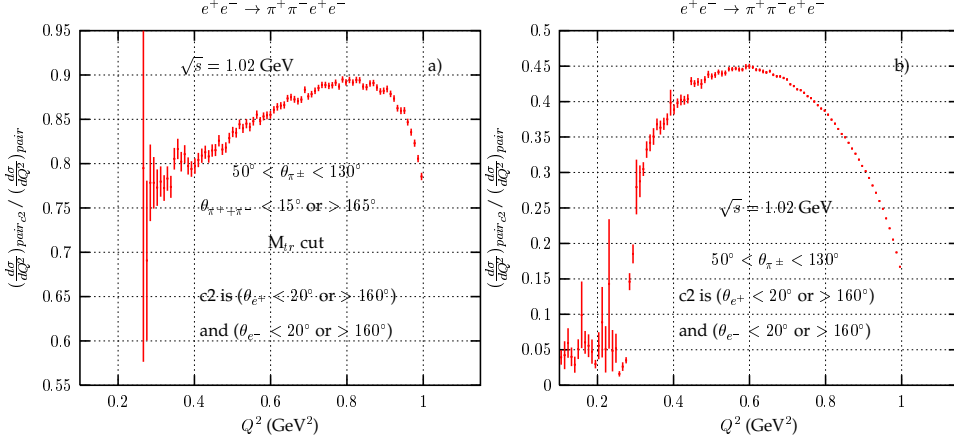 e⁺e⁻ → π⁺π⁻e⁺e⁻
(dσ/dQ²)pair_c2 / (dσ/dQ²)pair
0.95
0.9
0.85
0.8
0.75
0.7
0.65
0.6
0.55
√s = 1.02 GeV
a)
50° < θπ± < 130°
θπ⁺+π⁻ < 15° or > 165°
M_tr cut
c2 is (θe⁺ < 20° or > 160°)
and (θe⁻ < 20° or > 160°)
0.2 0.4 0.6 0.8 1
Q² (GeV²)
e⁺e⁻ → π⁺π⁻e⁺e⁻
(dσ/dQ²)pair_c2 / (dσ/dQ²)pair
0.5
0.45
0.4
0.35
0.3
0.25
0.2
0.15
0.1
0.05
0
b)
√s = 1.02 GeV
50° < θπ± < 130°
c2 is (θe⁺ < 20° or > 160°)
and (θe⁻ < 20° or > 160°)
0.2 0.4 0.6 0.8 1
Q² (GeV²)